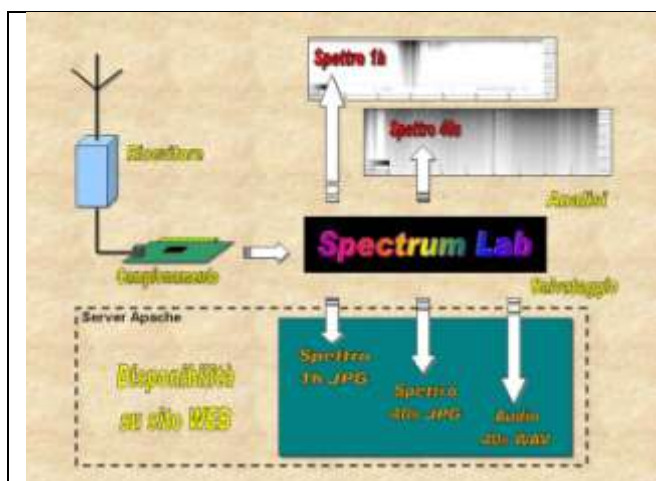 Spettro 1h
Spettro 40s
Ricevitore
Analisi
Spectrum Lab
Campionamento
Salvataggio
Server Apache
Disponibilità
su sito WEB
Spettro
1h JPG
Spettro
40s JPG
Audio
40s WAV